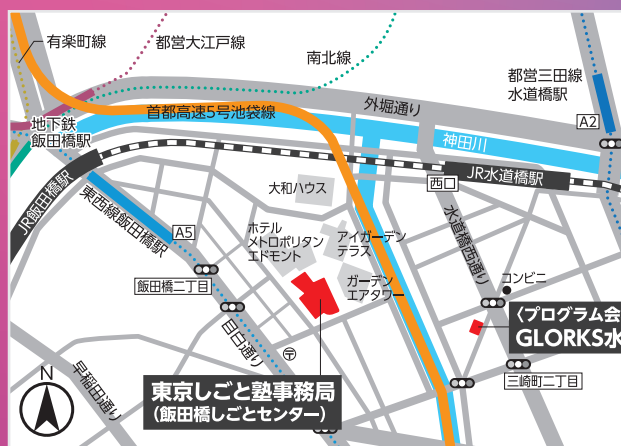 有楽町線
都営大江戸線
南北線
都営三田線
水道橋駅
外堀通り
首都高速5号池袋線
地下鉄
飯田橋駅
A2
神田川
JR水道橋駅
西口
JR飯田橋駅
大和ハウス
東西線飯田橋駅
A5
ホテル
メトロポリタン
エドモント
アイガーデン
テラス
水道橋西通り
飯田橋二丁目
ガーデン
エアタワー
コンビニ
目白通り
〈プログラム会
GLORKS水
早稲田通り
三崎町二丁目
東京しごと塾事務局
(飯田橋しごとセンター)
N